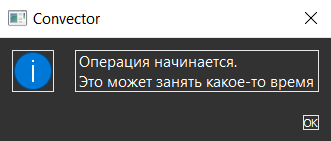 Convector
Операция начинается.
Это может занять какое-то время
OK